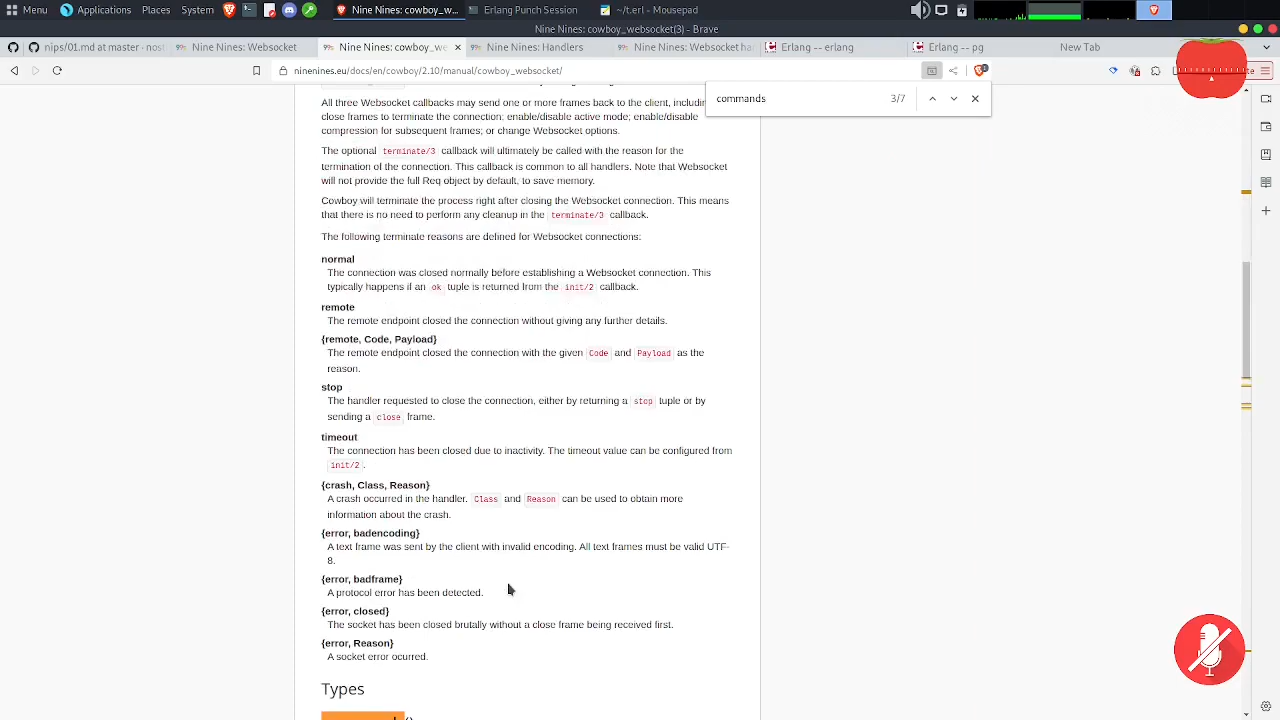 Menu Applications Places System Nine Nines: cowboy_websocket... Erlang Punch Session ~/t.erl - Mousepad
Nine Nines: cowboy_websocket(3) - Brave
nips/01.md at master · nos Nine Nines: Websocket Nine Nines: cowboy_we Nine Nines: Handlers Nine Nines: Websocket ha Erlang -- erlang Erlang -- pg New Tab
ninenines.eu/docs/en/cowboy/2.10/manual/cowboy_websocket/
commands 3/7
All three Websocket callbacks may send one or more frames back to the client, includin
close frames to terminate the connection; enable/disable active mode; enable/disable
compression for subsequent frames; or change Websocket options.
The optional terminate/3 callback will ultimately be called with the reason for the
termination of the connection. This callback is common to all handlers. Note that Websocket
will not provide the full Req object by default, to save memory.
Cowboy will terminate the process right after closing the Websocket connection. This means
that there is no need to perform any cleanup in the terminate/3 callback.
The following terminate reasons are defined for Websocket connections:
normal
The connection was closed normally before establishing a Websocket connection. This
typically happens if an ok tuple is returned from the init/2 callback.
remote
The remote endpoint closed the connection without giving any further details.
{remote, Code, Payload}
The remote endpoint closed the connection with the given Code and Payload as the
reason.
stop
The handler requested to close the connection, either by returning a stop tuple or by
sending a close frame.
timeout
The connection has been closed due to inactivity. The timeout value can be configured from
init/2.
{crash, Class, Reason}
A crash occurred in the handler. Class and Reason can be used to obtain more
information about the crash.
{error, badencoding}
A text frame was sent by the client with invalid encoding. All text frames must be valid UTF-
8.
{error, badframe}
A protocol error has been detected.
{error, closed}
The socket has been closed brutally without a close frame being received first.
{error, Reason}
A socket error ocurred.
Types